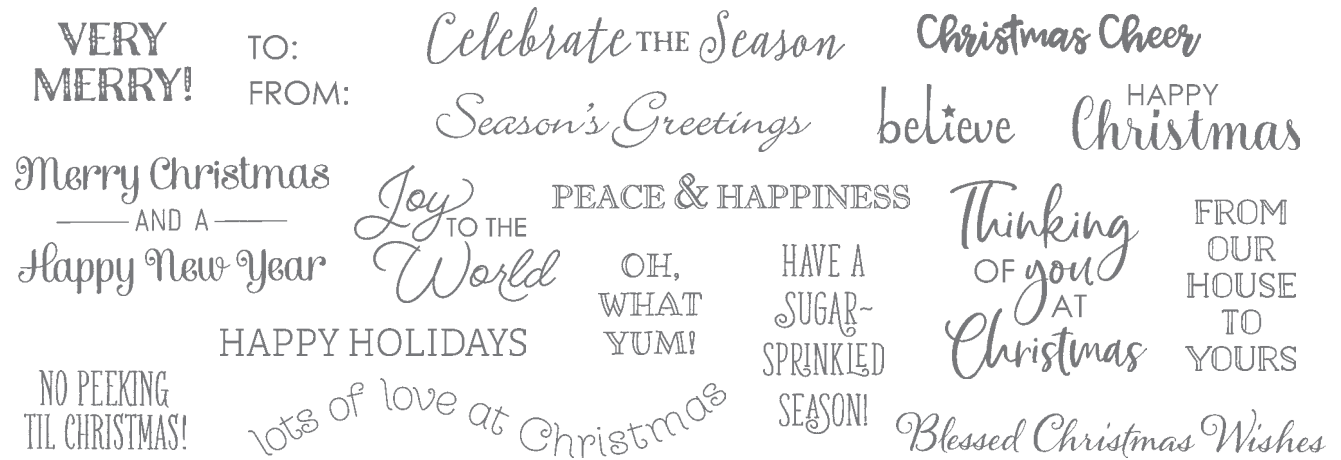 VERY
MERRY!
TO:
FROM:
Celebrate THE Season
Christmas Cheer
Season's Greetings
believe
HAPPY
Christmas
Merry Christmas
AND A
Happy New Year
Joy
TO THE
World
PEACE & HAPPINESS
Thinking
OF you
AT
Christmas
FROM
OUR
HOUSE
TO
YOURS
OH,
WHAT
YUM!
HAVE A
SUGAR~
SPRINKLED
SEASON!
HAPPY HOLIDAYS
NO PEEKING
TIL CHRISTMAS!
lots of love at Christmas
Blessed Christmas Wishes